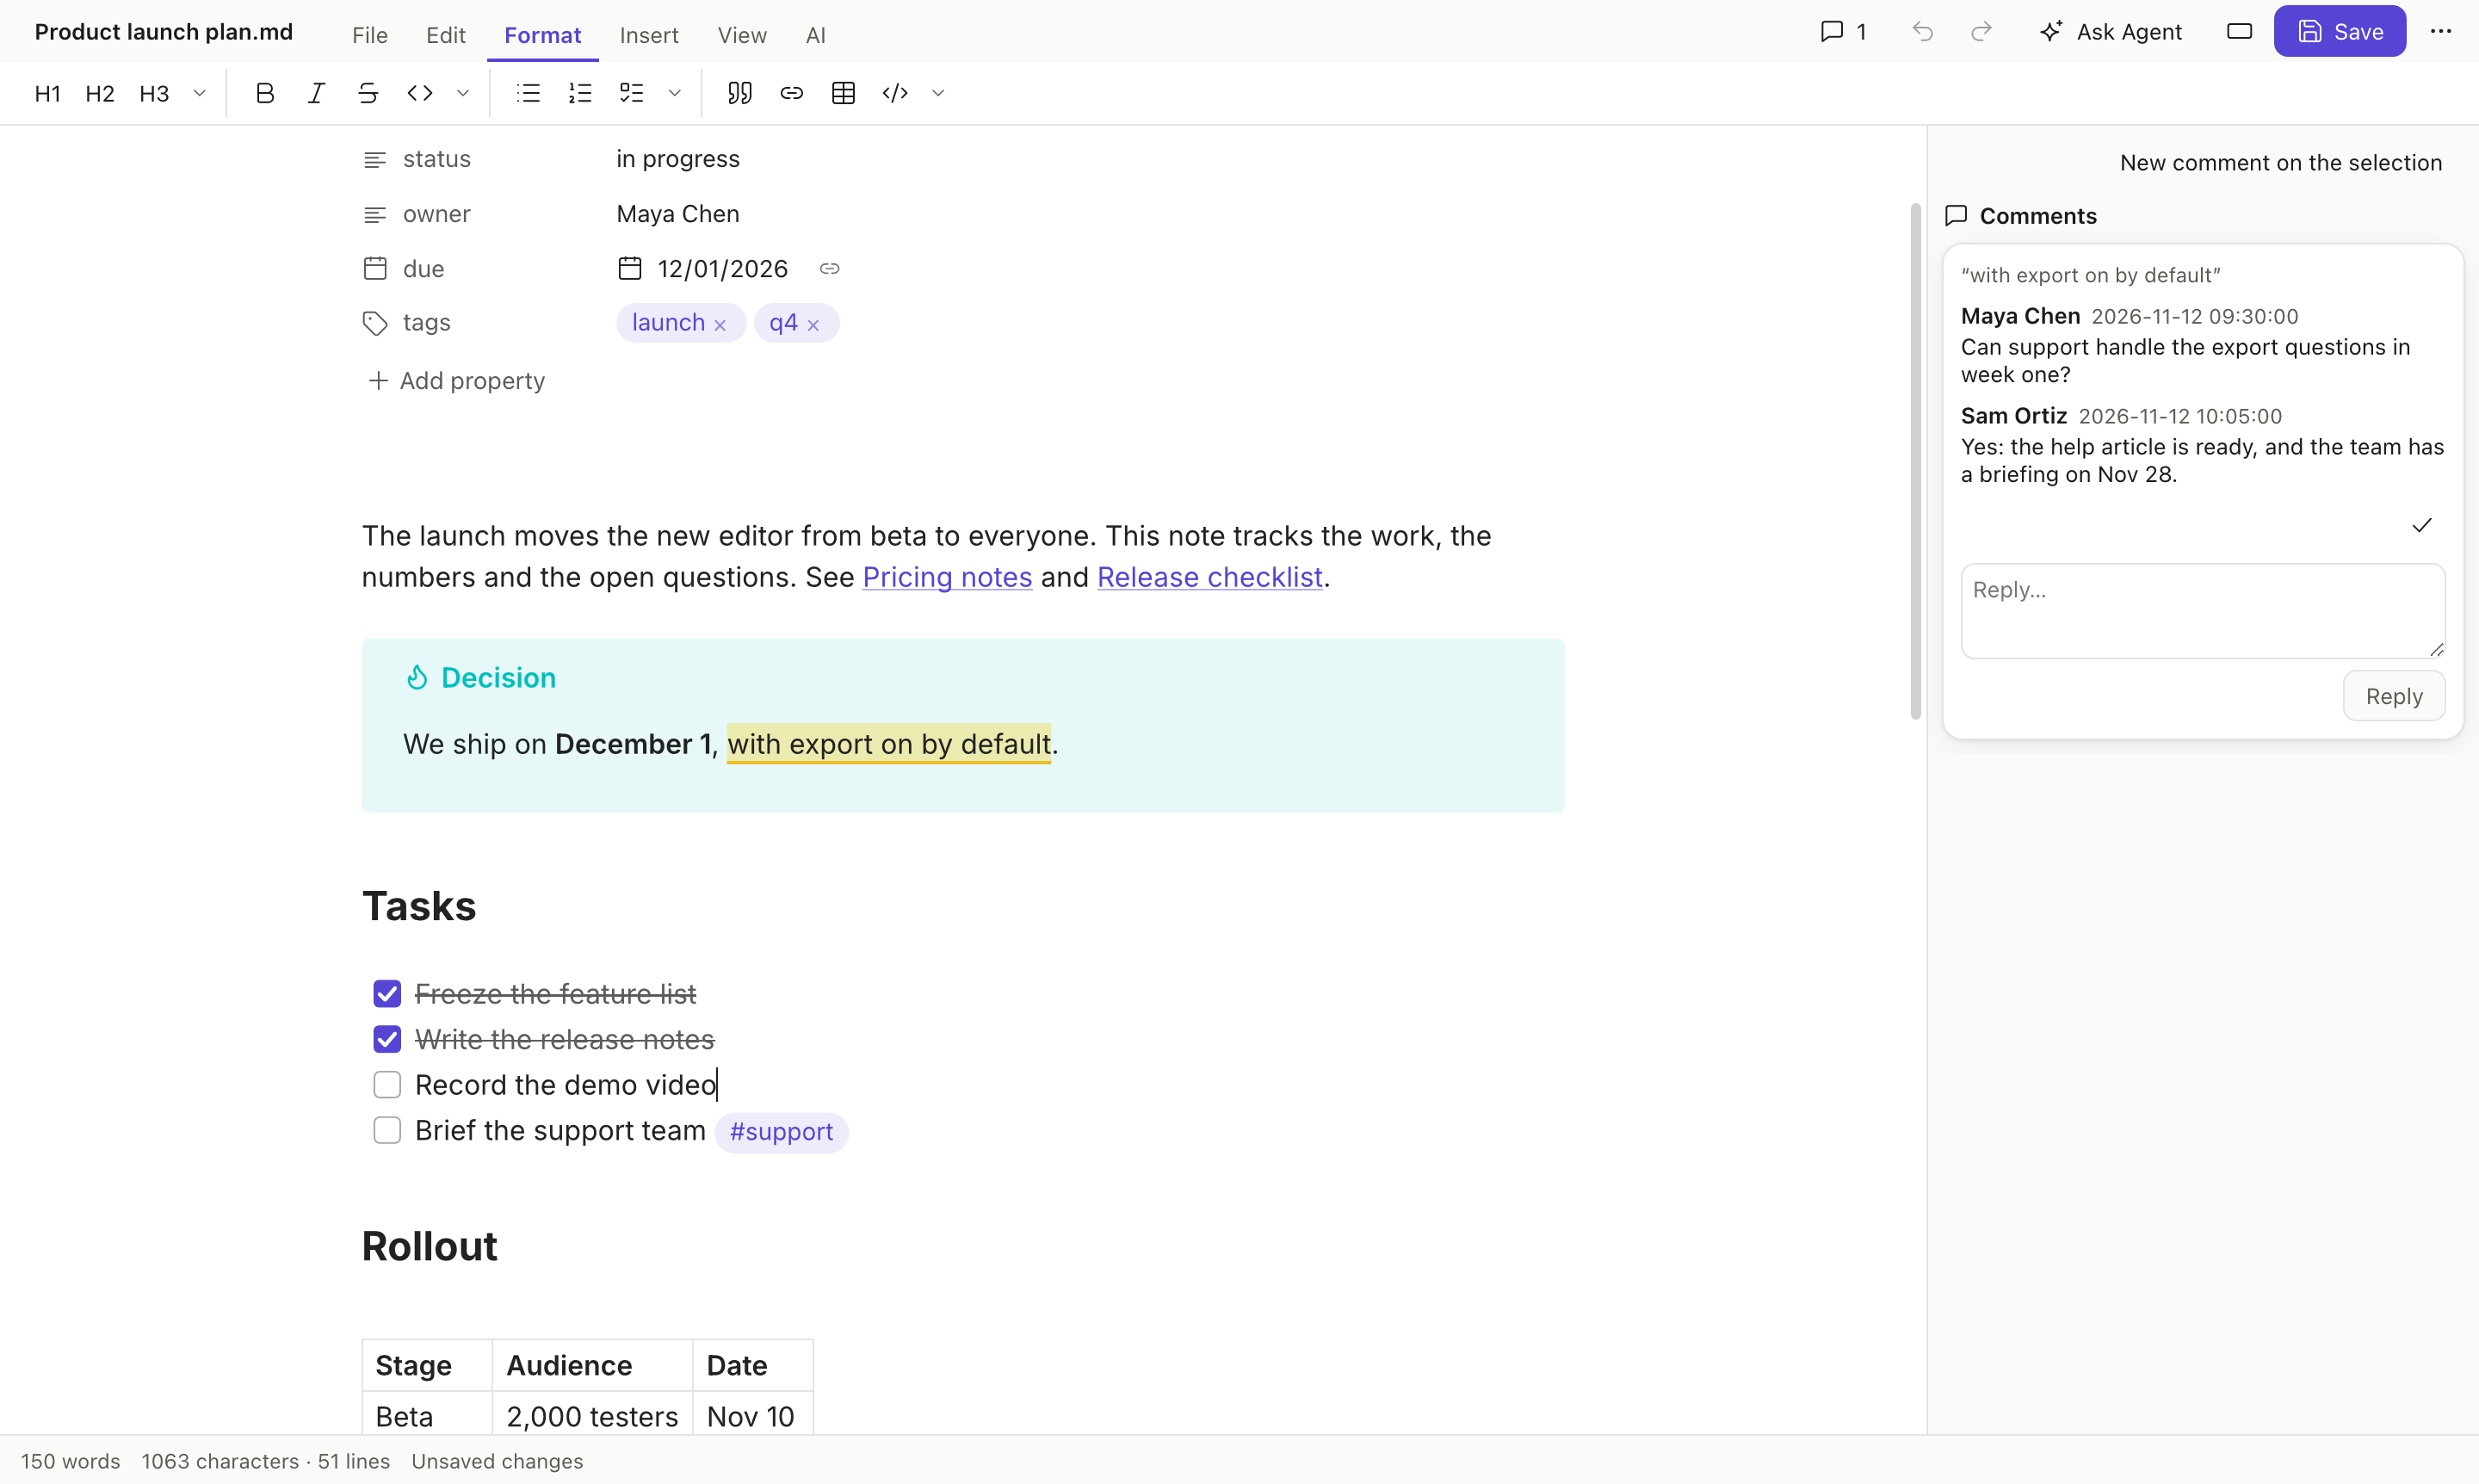 Product launch plan.md
File Edit Format Insert View AI
1
Ask Agent
Save
H1 H2 H3
status in progress
owner Maya Chen
due 12/01/2026
tags launch × q4 ×
Add property
The launch moves the new editor from beta to everyone. This note tracks the work, the
numbers and the open questions. See Pricing notes and Release checklist.
Decision
We ship on December 1, with export on by default.
Tasks
Freeze the feature list
Write the release notes
Record the demo video
Brief the support team #support
Rollout
Stage Audience Date
Beta 2,000 testers Nov 10
New comment on the selection
Comments
“with export on by default”
Maya Chen 2026-11-12 09:30:00
Can support handle the export questions in
week one?
Sam Ortiz 2026-11-12 10:05:00
Yes: the help article is ready, and the team has
a briefing on Nov 28.
Reply...
Reply
150 words 1063 characters · 51 lines Unsaved changes